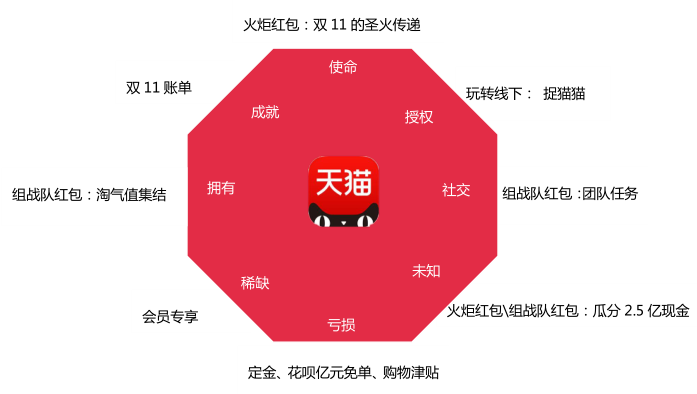 火炬红包：双 11 的圣火传递
使命
双 11 账单
成就
玩转线下： 捉猫猫
授权
组战队红包：淘气值集结
拥有
天猫
社交
组战队红包：团队任务
未知
稀缺
火炬红包\组战队红包：瓜分 2.5 亿现金
会员专享
亏损
定金、花呗亿元免单、购物津贴